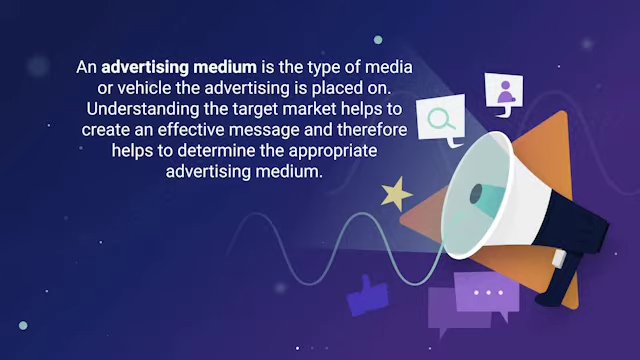 An advertising medium is the type of media
or vehicle the advertising is placed on.
Understanding the target market helps to
create an effective message and therefore
helps to determine the appropriate
advertising medium.